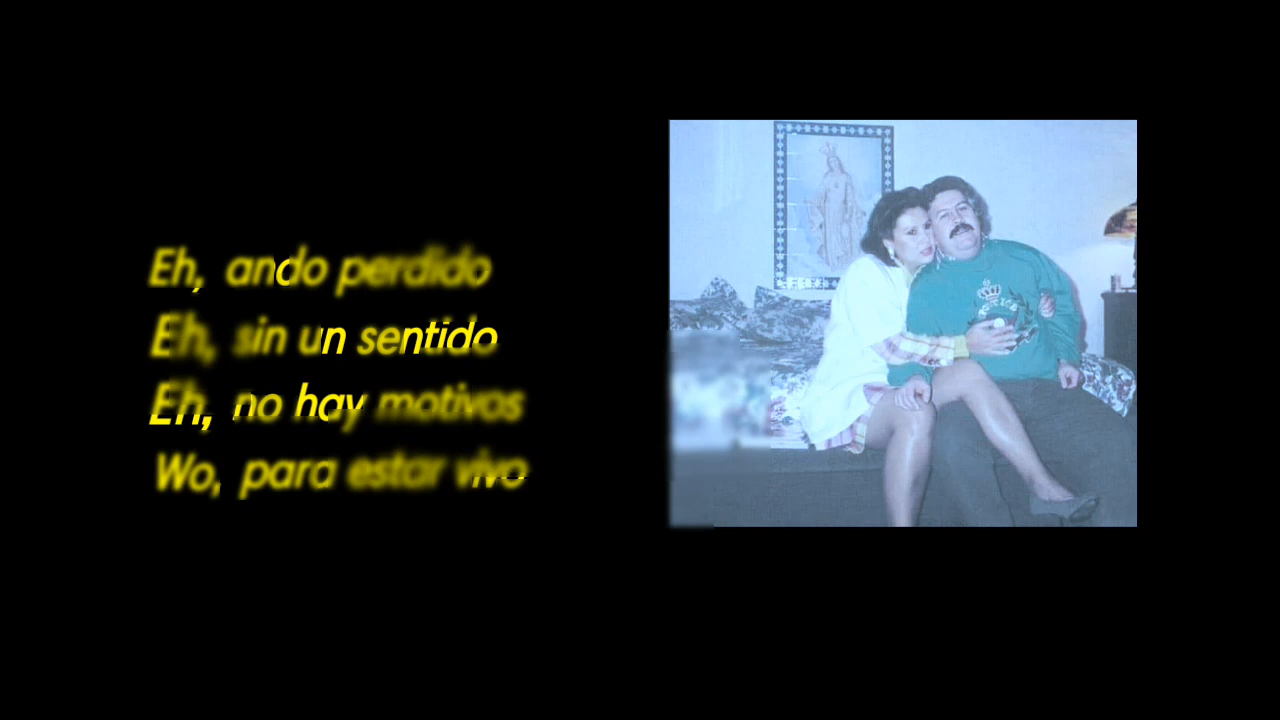 Eh, ando perdido
Eh, sin un sentido
Eh, no hay motivos
Wo, para estar vivo